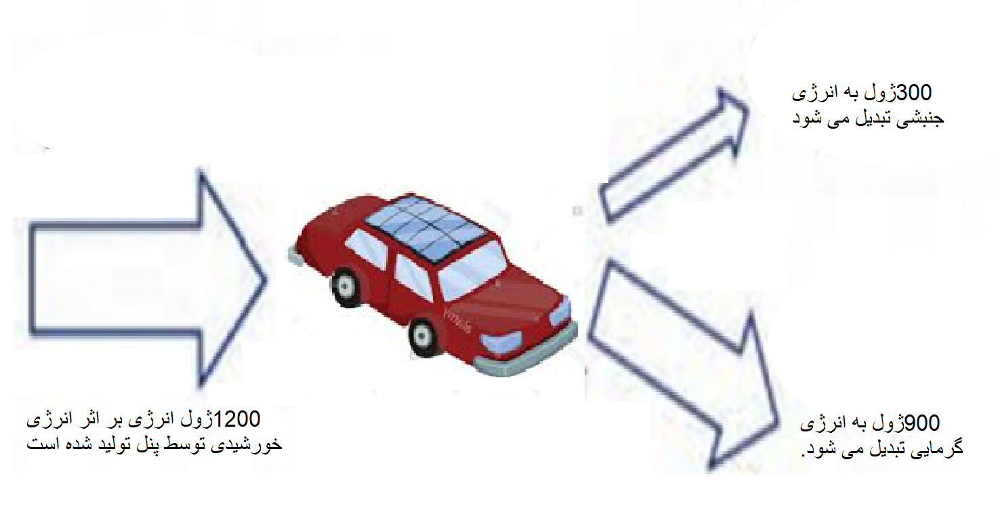 300ژول به انرژی
جنبشی تبدیل می شود
1200ژول انرژی بر اثر انرژی
خورشیدی توسط پنل تولید شده است
900ژول به انرژی
گرمایی تبدیل می شود.